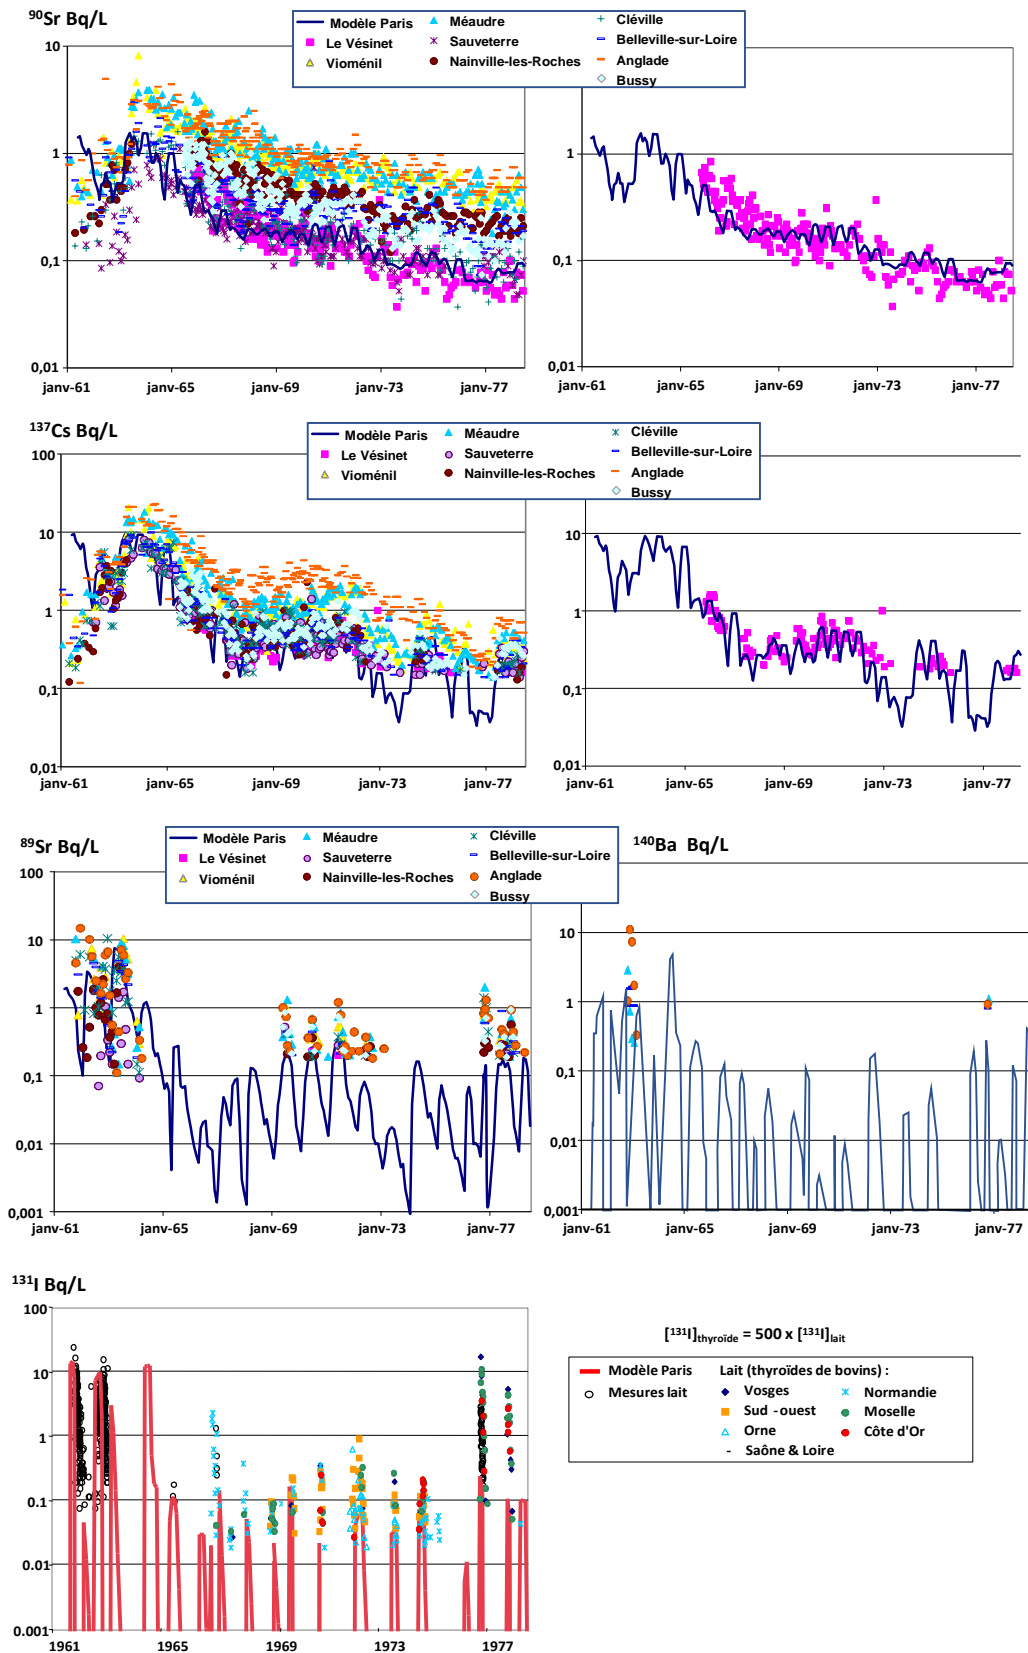 90Sr Bq/L
Modèle Paris
Méaudre
Cléville
Le Vésinet
Sauveterre
Belleville-sur-Loire
Vioménil
Nainville-les-Roches
Anglade
Bussy
10
1
0,1
0,01
janv-61 janv-65 janv-69 janv-73 janv-77
1
0,1
0,01
janv-61 janv-65 janv-69 janv-73 janv-77
137Cs Bq/L
Modèle Paris
Méaudre
Cléville
Le Vésinet
Sauveterre
Belleville-sur-Loire
Vioménil
Nainville-les-Roches
Anglade
Bussy
100
10
1
0,1
0,01
janv-61 janv-65 janv-69 janv-73 janv-77
10
1
0,1
0,01
janv-61 janv-65 janv-69 janv-73 janv-77
89Sr Bq/L
Modèle Paris
Méaudre
Cléville
Le Vésinet
Sauveterre
Belleville-sur-Loire
Vioménil
Nainville-les-Roches
Anglade
Bussy
100
10
1
0,1
0,01
0,001
janv-61 janv-65 janv-69 janv-73 janv-77
140Ba Bq/L
10
1
0,1
0,01
0,001
janv-61 janv-65 janv-69 janv-73 janv-77
131I Bq/L
100
10
1
0.1
0.01
0.001
1961 1965 1969 1973 1977
[131I]thyroïde = 500 x [131I]lait
Modèle Paris Lait (thyroïdes de bovins) :
Mesures lait Vosges Normandie
Sud -ouest Moselle
Orne Côte d'Or
- Saône & Loire